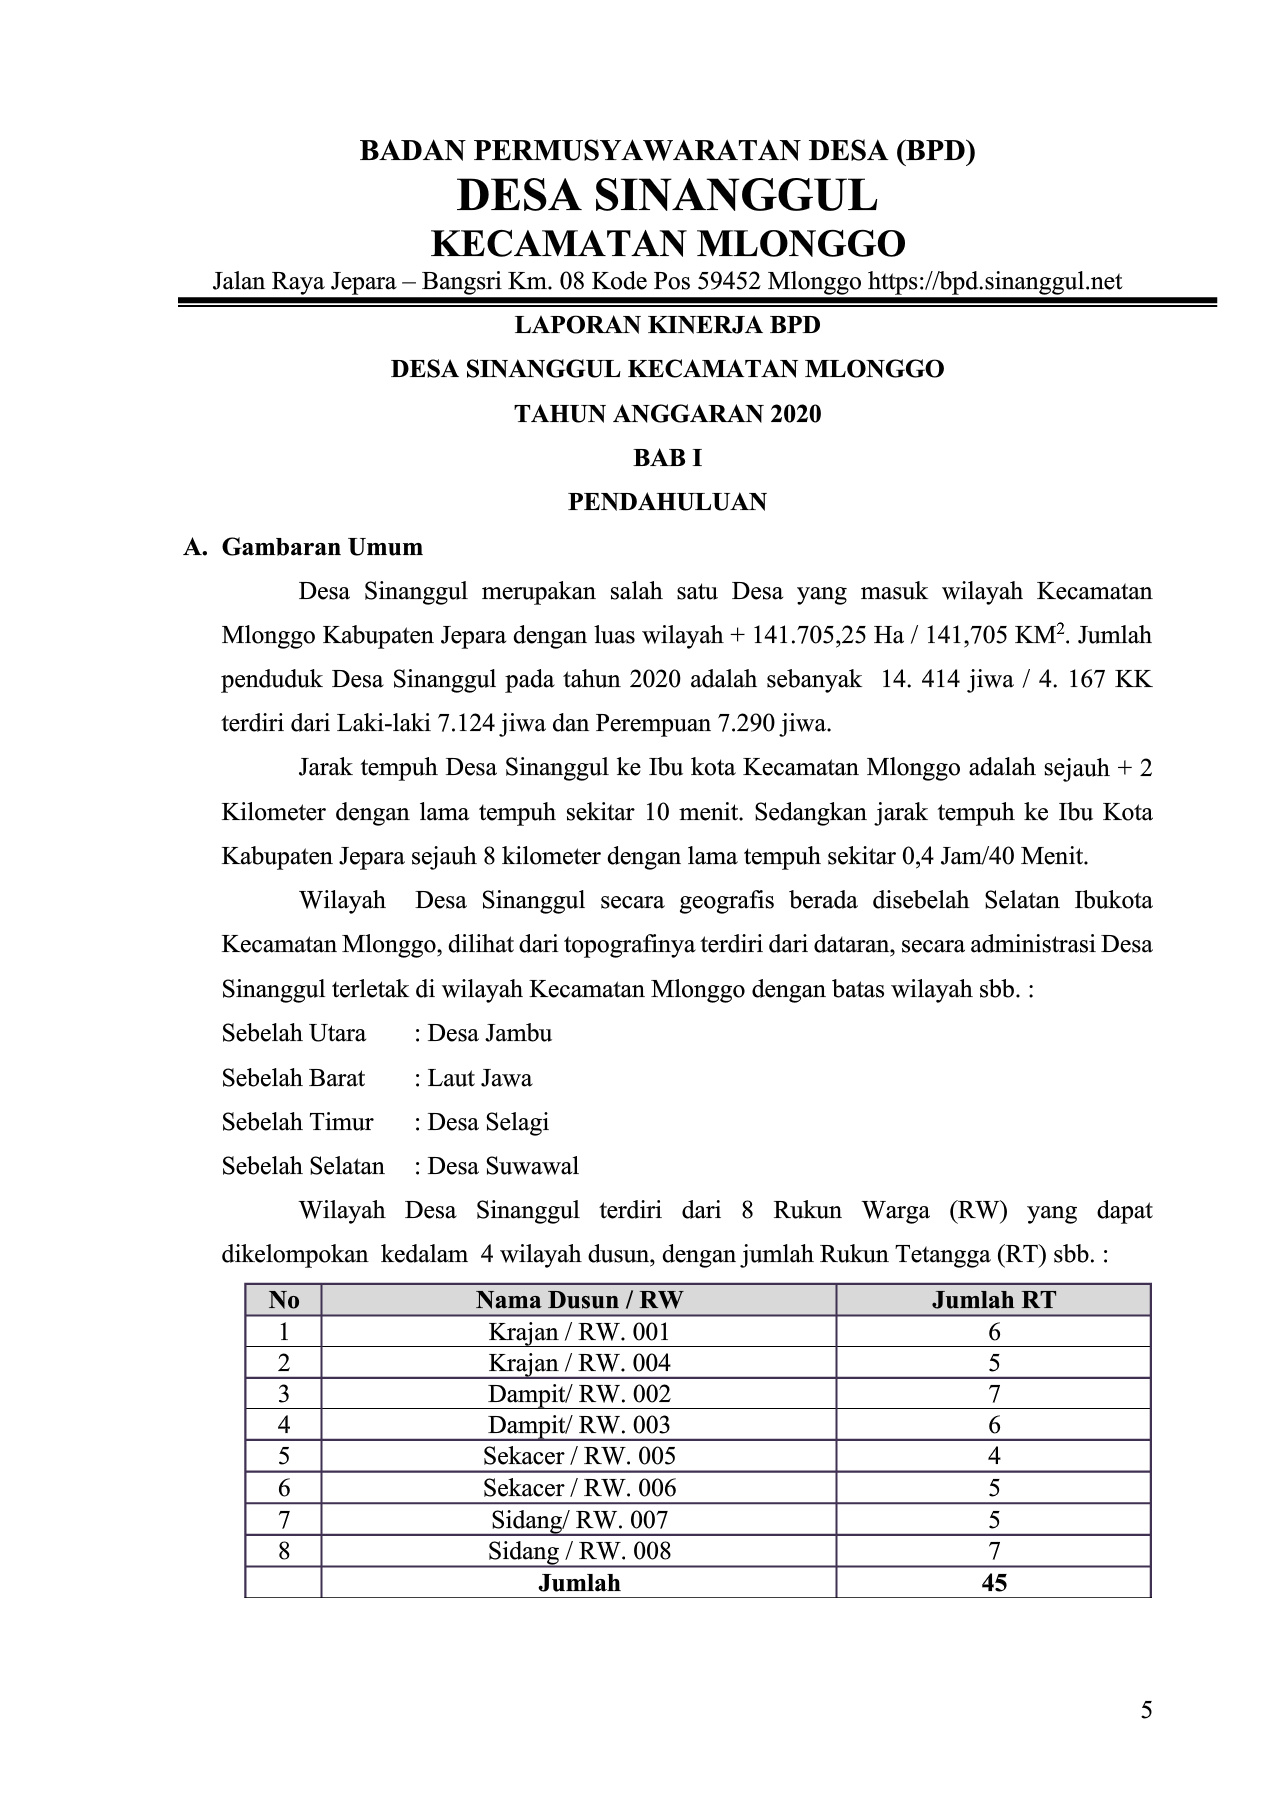 BADAN PERMUSYAWARATAN DESA (BPD)
DESA SINANGGUL
KECAMATAN MLONGGO
Jalan Raya Jepara – Bangsri Km. 08 Kode Pos 59452 Mlonggo https://bpd.sinanggul.net
LAPORAN KINERJA BPD
DESA SINANGGUL KECAMATAN MLONGGO
TAHUN ANGGARAN 2020
BAB I
PENDAHULUAN
A. Gambaran Umum
Desa Sinanggul merupakan salah satu Desa yang masuk wilayah Kecamatan
Mlonggo Kabupaten Jepara dengan luas wilayah + 141.705,25 Ha / 141,705 KM². Jumlah
penduduk Desa Sinanggul pada tahun 2020 adalah sebanyak 14. 414 jiwa / 4. 167 KK
terdiri dari Laki-laki 7.124 jiwa dan Perempuan 7.290 jiwa.
Jarak tempuh Desa Sinanggul ke Ibu kota Kecamatan Mlonggo adalah sejauh + 2
Kilometer dengan lama tempuh sekitar 10 menit. Sedangkan jarak tempuh ke Ibu Kota
Kabupaten Jepara sejauh 8 kilometer dengan lama tempuh sekitar 0,4 Jam/40 Menit.
Wilayah Desa Sinanggul secara geografis berada disebelah Selatan Ibukota
Kecamatan Mlonggo, dilihat dari topografinya terdiri dari dataran, secara administrasi Desa
Sinanggul terletak di wilayah Kecamatan Mlonggo dengan batas wilayah sbb. :
Sebelah Utara : Desa Jambu
Sebelah Barat : Laut Jawa
Sebelah Timur : Desa Selagi
Sebelah Selatan : Desa Suwawal
Wilayah Desa Sinanggul terdiri dari 8 Rukun Warga (RW) yang dapat
dikelompokan kedalam 4 wilayah dusun, dengan jumlah Rukun Tetangga (RT) sbb. :
No Nama Dusun / RW Jumlah RT
1 Krajan / RW. 001 6
2 Krajan / RW. 004 5
3 Dampit/ RW. 002 7
4 Dampit/ RW. 003 6
5 Sekacer / RW. 005 4
6 Sekacer / RW. 006 5
7 Sidang/ RW. 007 5
8 Sidang / RW. 008 7
Jumlah 45
5